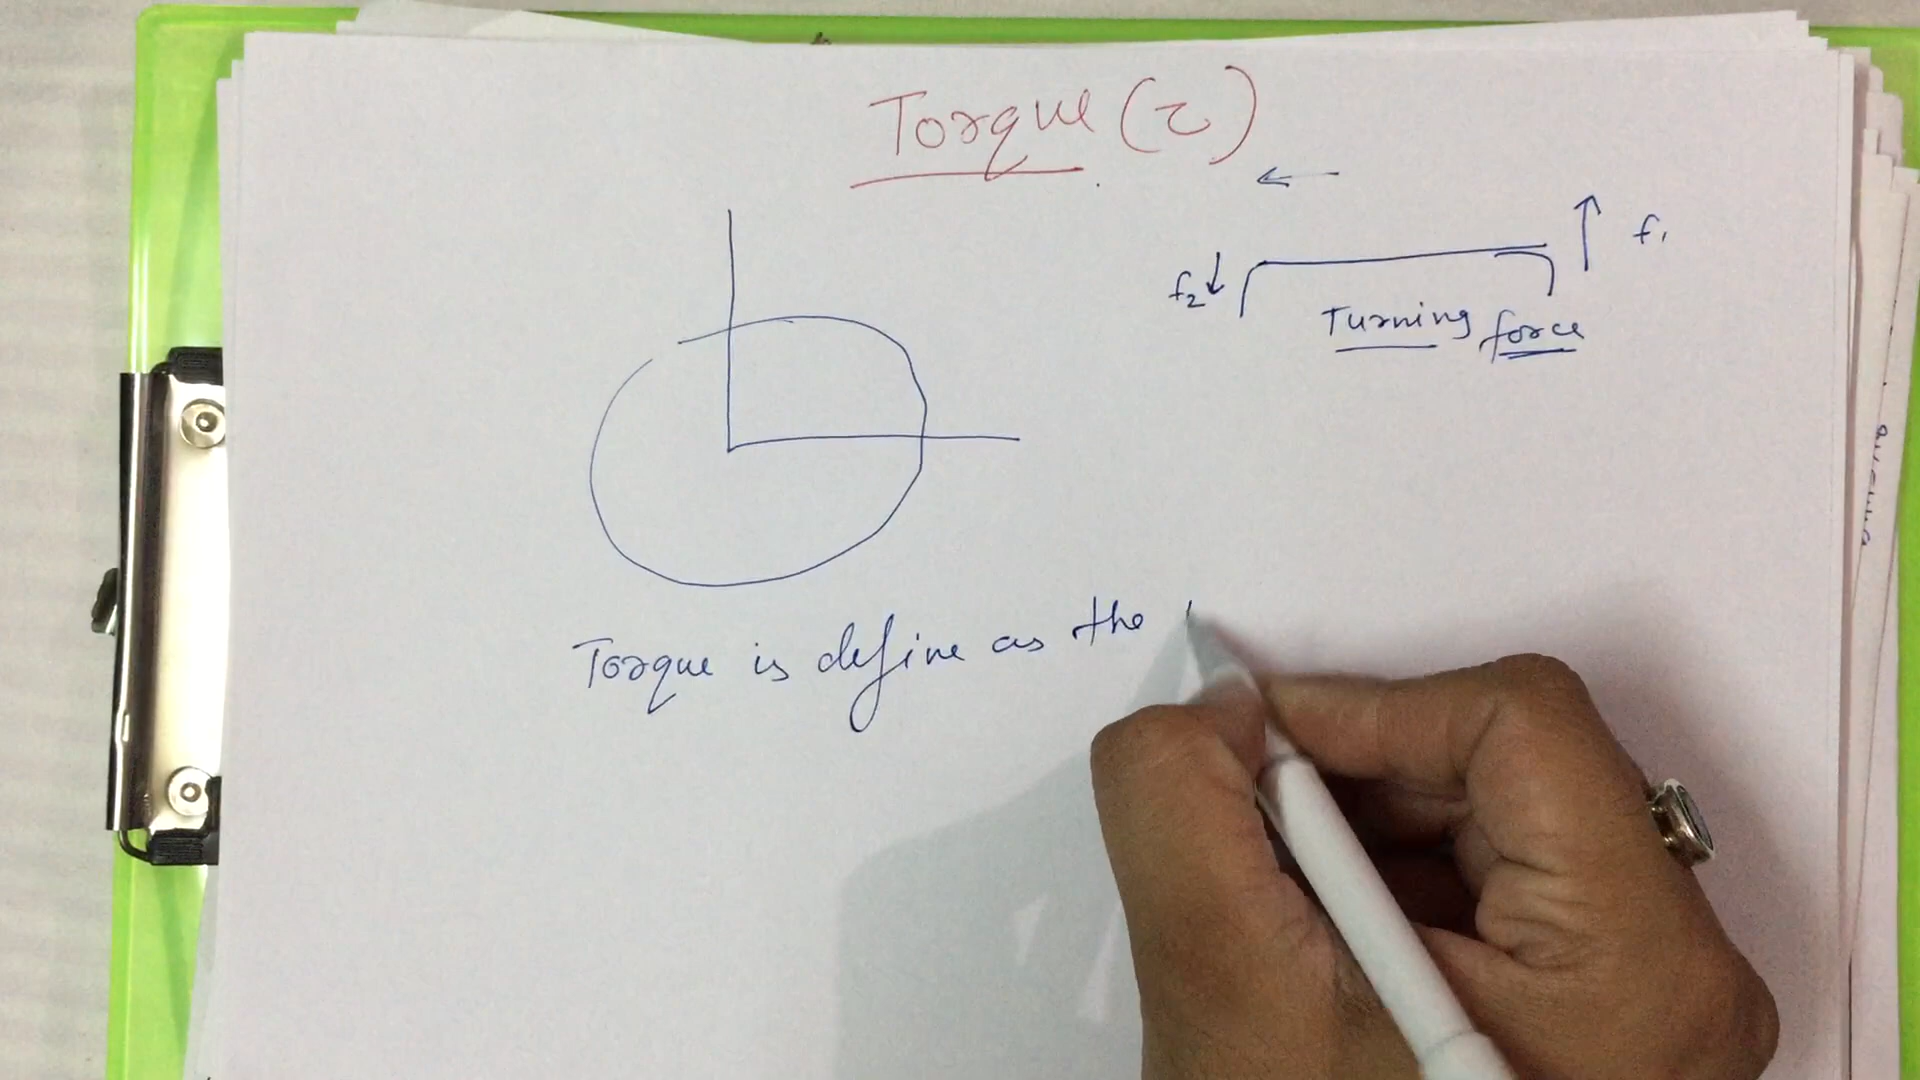 Torque (τ)
f1
f2
Turning force
Torque is define as the